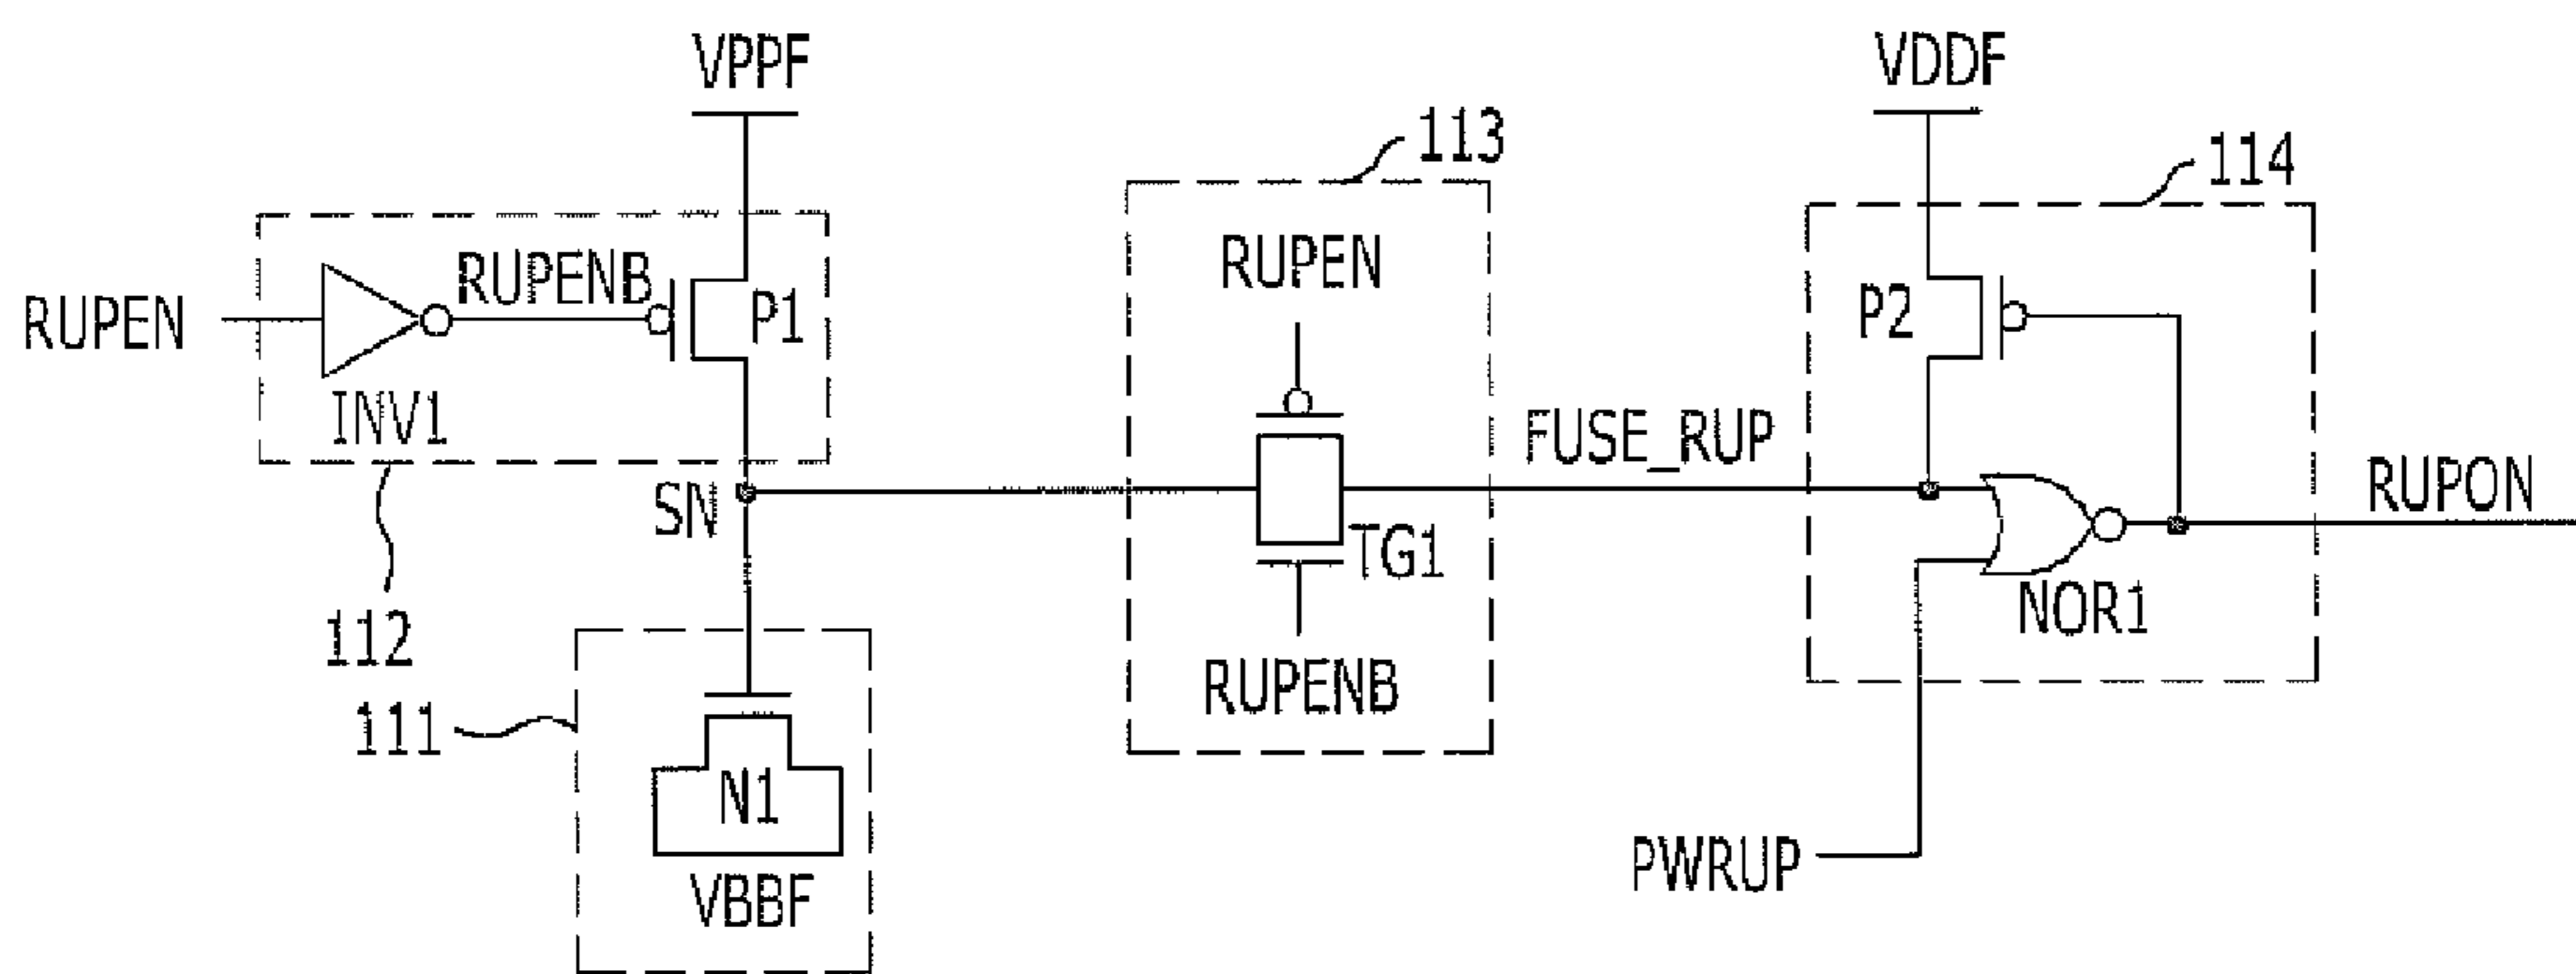 VPPF
VDDF
113
114
RUPEN
RUPENB
P1
RUPEN
P2
INV1
FUSE_RUP
SN
RUPON
TG1
NOR1
112
RUPENB
111
N1
VBBF
PWRUP